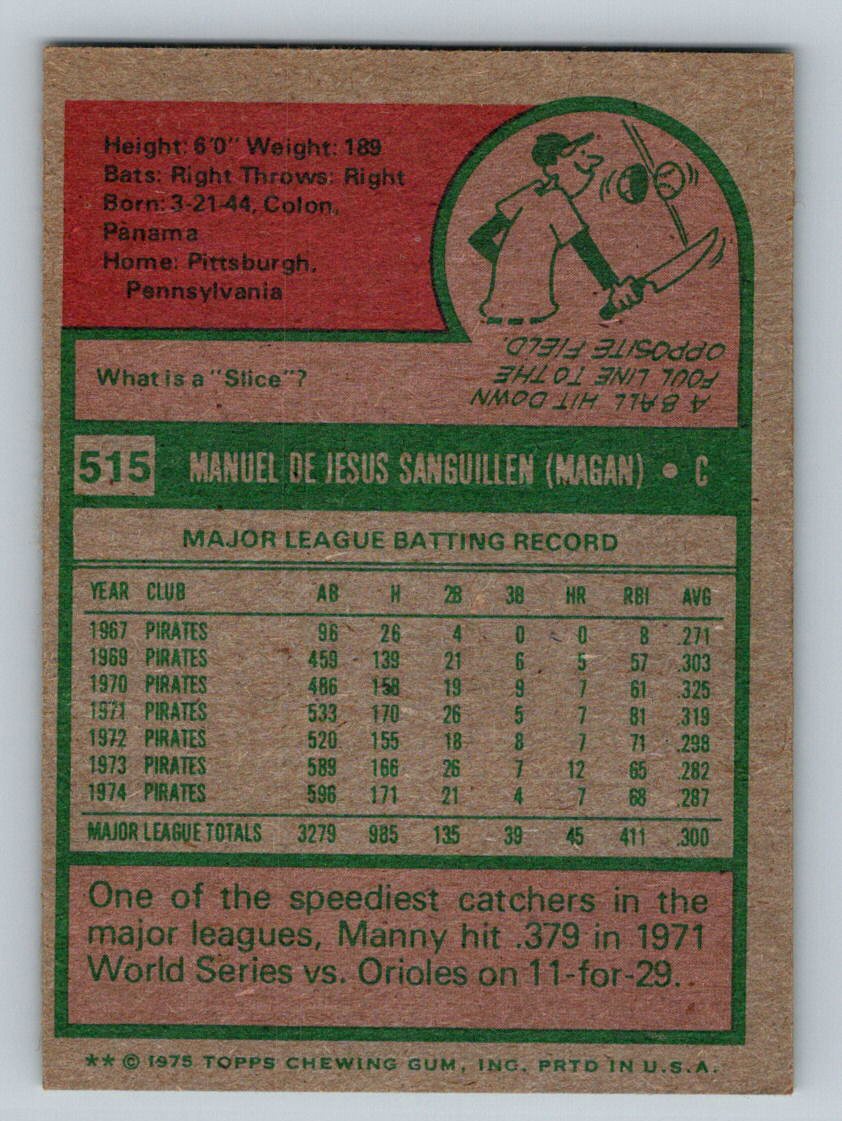 Height: 6'0" Weight: 189
Bats: Right Throws: Right
Born: 3-21-44, Colon,
Panama
Home: Pittsburgh,
Pennsylvania
What is a "Slice"?
A BALL HIT DOWN
FOUL LINE TO THE
OPPOSITE FIELD.
515 MANUEL DE JESUS SANGUILLEN (MAGAN) • C
MAJOR LEAGUE BATTING RECORD
YEAR CLUB AB H 2B 3B HR RBI AVG
1967 PIRATES 96 26 4 0 0 8 .271
1969 PIRATES 459 139 21 6 5 57 .303
1970 PIRATES 486 158 19 9 7 61 .325
1971 PIRATES 533 170 26 5 7 81 .319
1972 PIRATES 520 155 18 8 7 71 .298
1973 PIRATES 589 166 26 7 12 65 .282
1974 PIRATES 596 171 21 4 7 68 .287
MAJOR LEAGUE TOTALS 3279 985 135 39 45 411 .300
One of the speediest catchers in the
major leagues, Manny hit .379 in 1971
World Series vs. Orioles on 11-for-29.
** © 1975 TOPPS CHEWING GUM, INC. PRTD IN U.S.A.